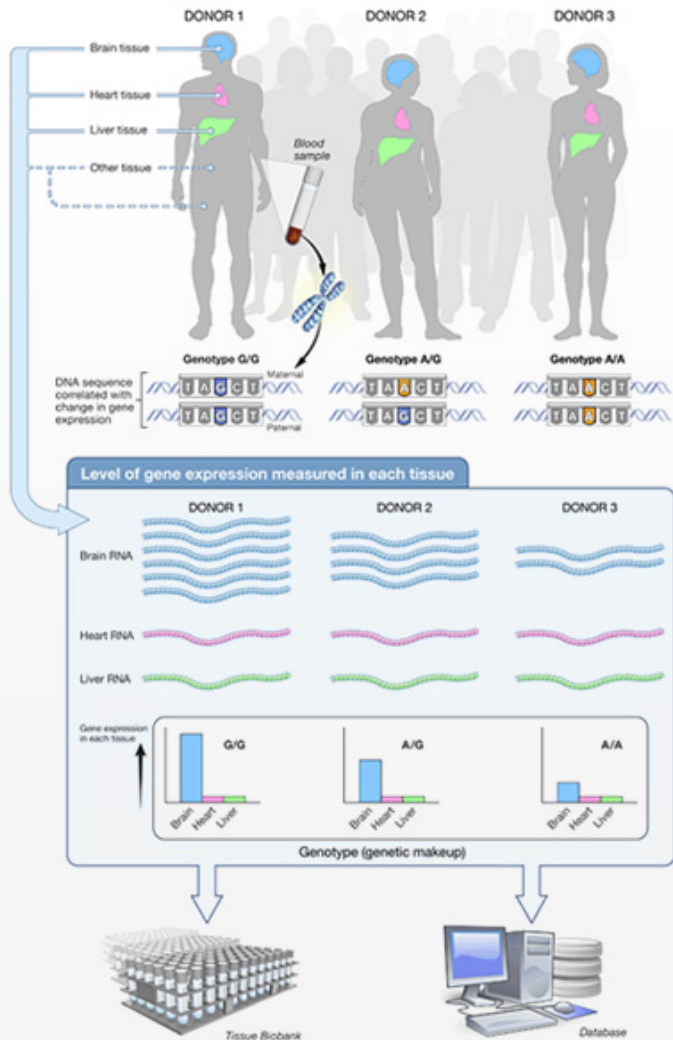 DONOR 1
DONOR 2
DONOR 3
Brain tissue
Heart tissue
Liver tissue
Other tissue
Blood
sample
Genotype G/G
Genotype A/G
Genotype A/A
DNA sequence
correlated with
change in gene
expression
Maternal
Paternal
T A G C T
T A G C T
T A A C T
T A G C T
T A A C T
T A A C T
Level of gene expression measured in each tissue
DONOR 1
DONOR 2
DONOR 3
Brain RNA
Heart RNA
Liver RNA
Gene expression
in each tissue
G/G
A/G
A/A
Brain
Heart
Liver
Brain
Heart
Liver
Brain
Heart
Liver
Genotype (genetic makeup)
Tissue Biobank
Database